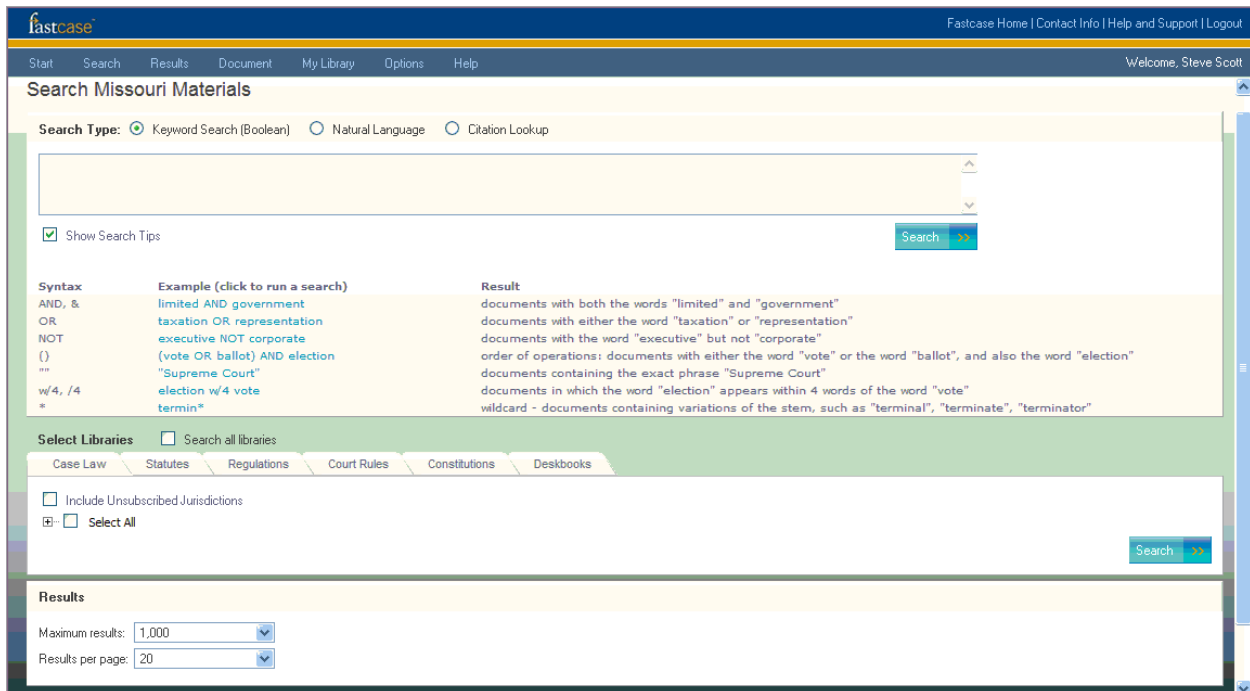 fastcase
Fastcase Home | Contact Info | Help and Support | Logout
Start Search Results Document My Library Options Help Welcome, Steve Scott
Search Missouri Materials
Search Type: Keyword Search (Boolean) Natural Language Citation Lookup
Show Search Tips Search >>
Syntax Example (click to run a search) Result
AND, & limited AND government documents with both the words "limited" and "government"
OR taxation OR representation documents with either the word "taxation" or "representation"
NOT executive NOT corporate documents with the word "executive" but not "corporate"
() (vote OR ballot) AND election order of operations: documents with either the word "vote" or the word "ballot", and also the word "election"
"" "Supreme Court" documents containing the exact phrase "Supreme Court"
w/4, /4 election w/4 vote documents in which the word "election" appears within 4 words of the word "vote"
* termin* wildcard - documents containing variations of the stem, such as "terminal", "terminate", "terminator"
Select Libraries Search all libraries
Case Law Statutes Regulations Court Rules Constitutions Deskbooks
Include Unsubscribed Jurisdictions
Select All
Search >>
Results
Maximum results: 1,000
Results per page: 20